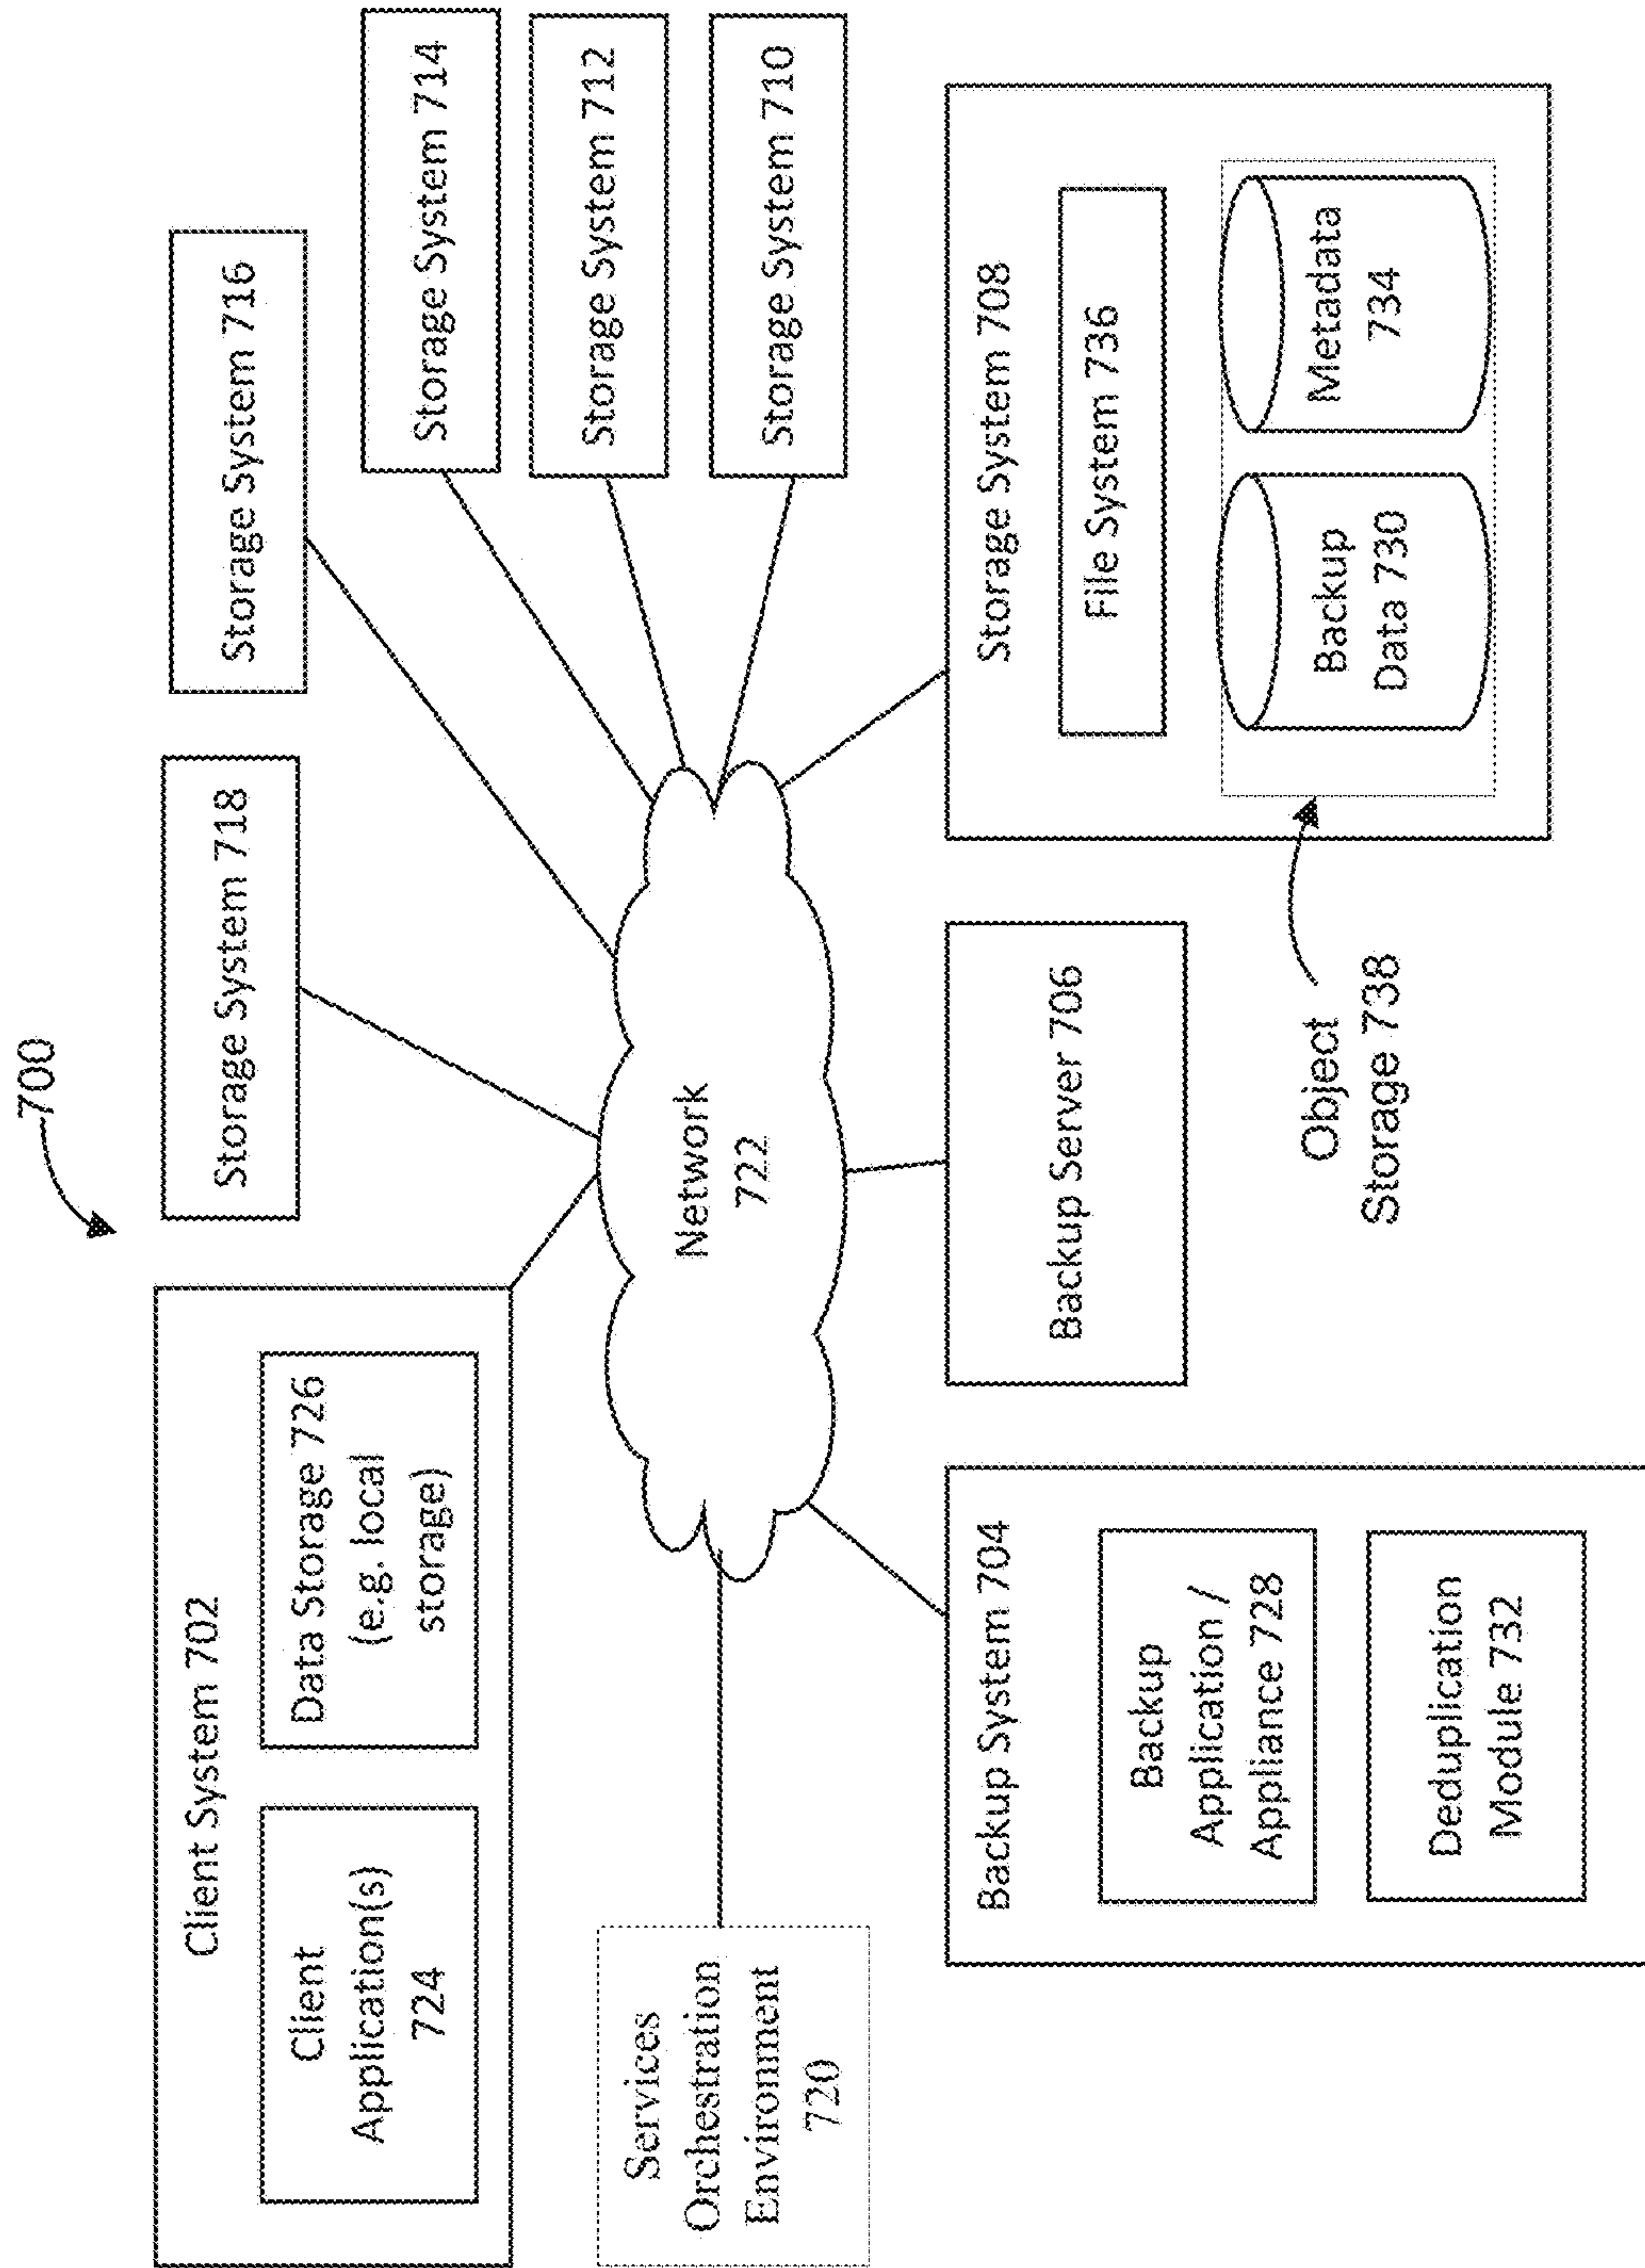 700
Client System 702
Client
Application(s)
724
Data Storage 726
(e.g. local
storage)
Storage System 718
Storage System 716
Storage System 714
Storage System 712
Storage System 710
Services
Orchestration
Environment
720
Network
722
Backup System 704
Backup
Application /
Appliance 728
Deduplication
Module 732
Backup Server 706
Object
Storage 738
Storage System 708
File System 736
Backup
Data 730
Metadata
734